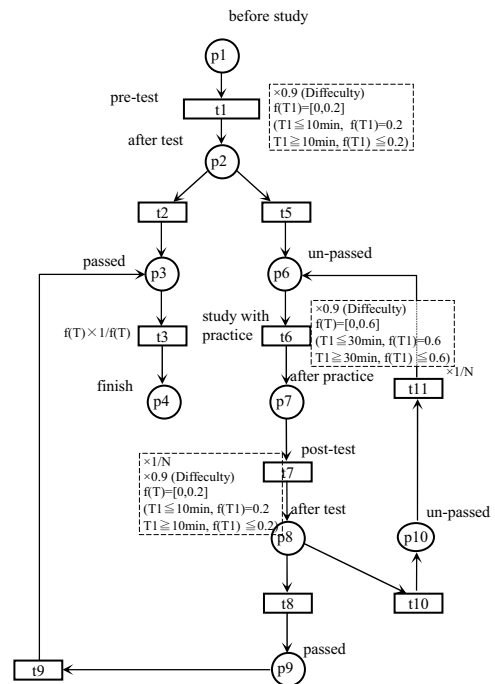 before study
p1
pre-test
t1
×0.9 (Diffeculty)
f(T1)=[0,0.2]
(T1≦10min, f(T1)=0.2
T1≧10min, f(T1) ≦0.2)
after test
p2
t2
t5
passed
p3
un-passed
p6
f(T)×1/f(T)
t3
study with
practice
t6
×0.9 (Diffeculty)
f(T)=[0,0.6]
(T1≦30min, f(T1)=0.6
T1≧30min, f(T1) ≦0.6)
×1/N
t11
finish
p4
after practice
p7
post-test
t7
×1/N
×0.9 (Diffeculty)
f(T)=[0,0.2]
(T1≦10min, f(T1)=0.2
T1≧10min, f(T1) ≦0.2)
after test
p8
un-passed
p10
t8
t10
passed
p9
t9